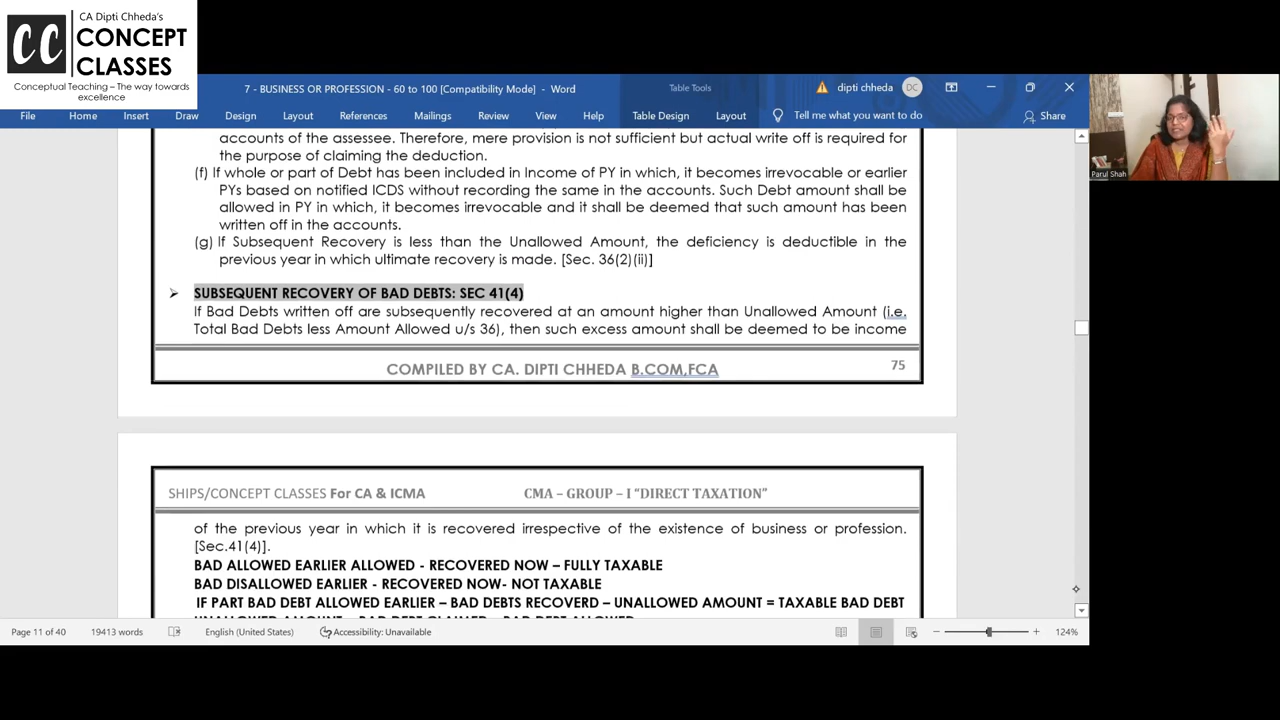 CA Dipti Chheda's
CC
CONCEPT
CLASSES
Conceptual Teaching – The way towards
excellence
7 - BUSINESS OR PROFESSION - 60 to 100 [Compatibility Mode] - Word
Table Tools
dipti chheda
DC
File Home Insert Draw Design Layout References Mailings Review View Help Table Design Layout Tell me what you want to do Share
Parul Shah
accounts of the assessee. Therefore, mere provision is not sufficient but actual write off is required for
the purpose of claiming the deduction.
(f) If whole or part of Debt has been included in Income of PY in which, it becomes irrevocable or earlier
PYs based on notified ICDS without recording the same in the accounts. Such Debt amount shall be
allowed in PY in which, it becomes irrevocable and it shall be deemed that such amount has been
written off in the accounts.
(g) If Subsequent Recovery is less than the Unallowed Amount, the deficiency is deductible in the
previous year in which ultimate recovery is made. [Sec. 36(2)(ii)]
➢ SUBSEQUENT RECOVERY OF BAD DEBTS: SEC 41(4)
If Bad Debts written off are subsequently recovered at an amount higher than Unallowed Amount (i.e.
Total Bad Debts less Amount Allowed u/s 36), then such excess amount shall be deemed to be income
COMPILED BY CA. DIPTI CHHEDA B.COM,FCA
75
SHIPS/CONCEPT CLASSES For CA & ICMA
CMA – GROUP – I "DIRECT TAXATION"
of the previous year in which it is recovered irrespective of the existence of business or profession.
[Sec.41(4)].
BAD ALLOWED EARLIER ALLOWED - RECOVERED NOW – FULLY TAXABLE
BAD DISALLOWED EARLIER - RECOVERED NOW- NOT TAXABLE
IF PART BAD DEBT ALLOWED EARLIER – BAD DEBTS RECOVERD – UNALLOWED AMOUNT = TAXABLE BAD DEBT
UNALLOWED AMOUNT = BAD DEBT CLAIMED – BAD DEBT ALLOWED
Page 11 of 40 19413 words English (United States) Accessibility: Unavailable 124%